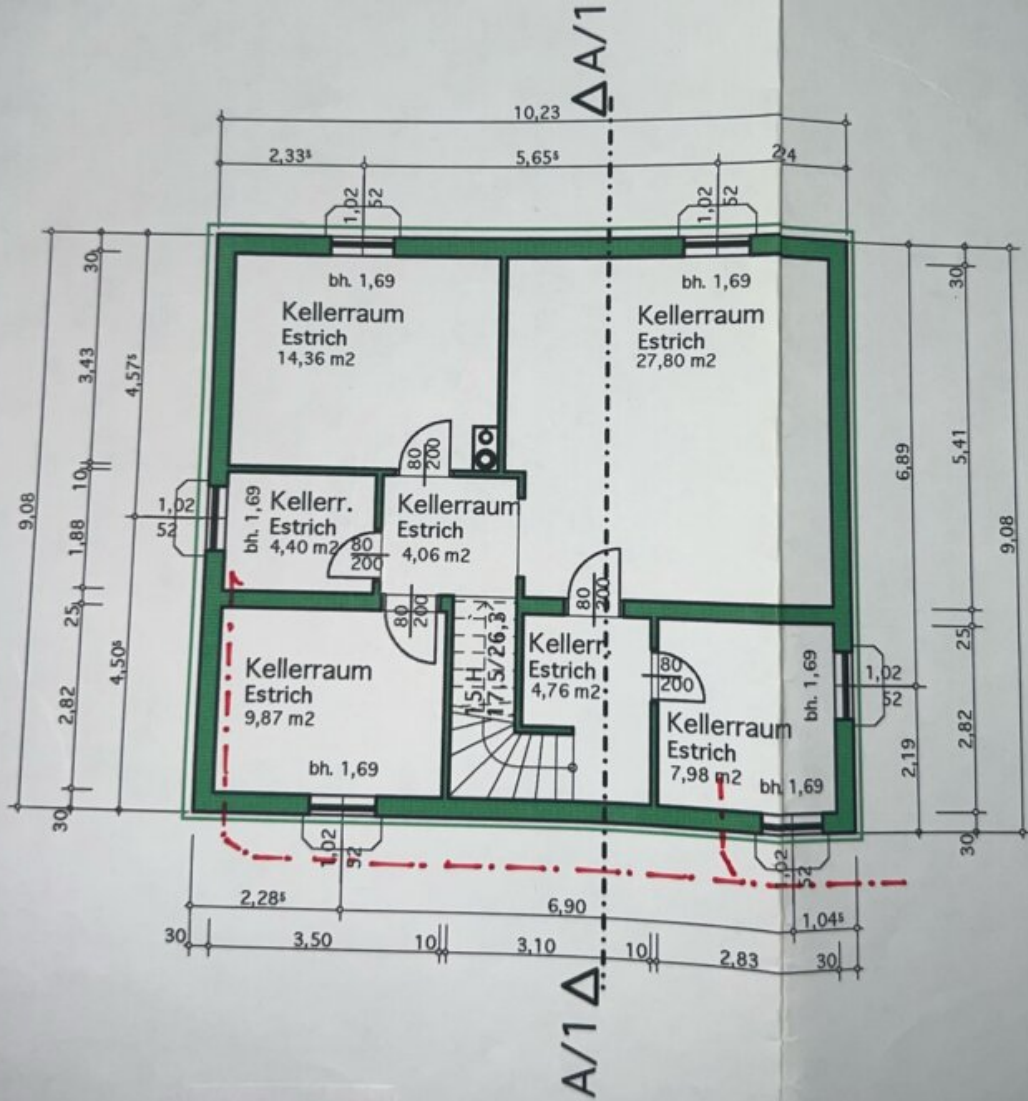 A/1
10,23
2,33⁵
5,65⁵
2,24
1,02
52
1,02
52
30
3,43
10
1,88
25
2,82
30
4,57⁵
4,50⁵
9,08
bh. 1,69
Kellerraum
Estrich
14,36 m2
bh. 1,69
Kellerraum
Estrich
27,80 m2
80
200
1,02
52
bh. 1,69
Kellerr.
Estrich
4,40 m2
80
200
Kellerraum
Estrich
4,06 m2
80
200
80
200
Kellerraum
Estrich
9,87 m2
bh. 1,69
15 H
17,5/26,3
Kellerr.
Estrich
4,76 m2
80
200
Kellerraum
Estrich
7,98 m2
bh. 1,69
bh. 1,69
1,02
52
30
5,41
25
2,82
30
6,89
2,19
9,08
1,02
52
1,02
52
2,28⁵
6,90
1,04⁵
30
3,50
10
3,10
10
2,83
30
A/1